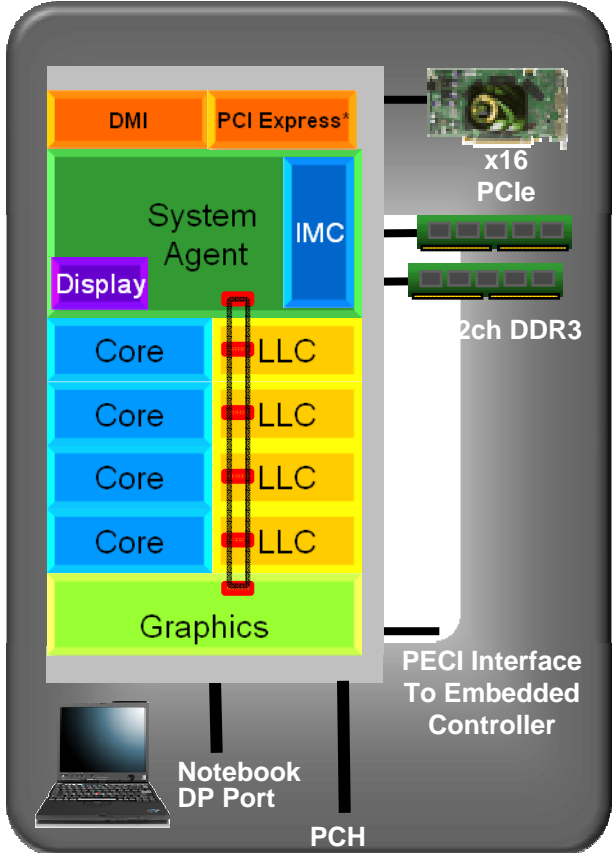 DMI
PCI Express*
x16
PCIe
System
Agent
IMC
Display
2ch DDR3
Core
LLC
Core
LLC
Core
LLC
Core
LLC
Graphics
PECI Interface
To Embedded
Controller
Notebook
DP Port
PCH